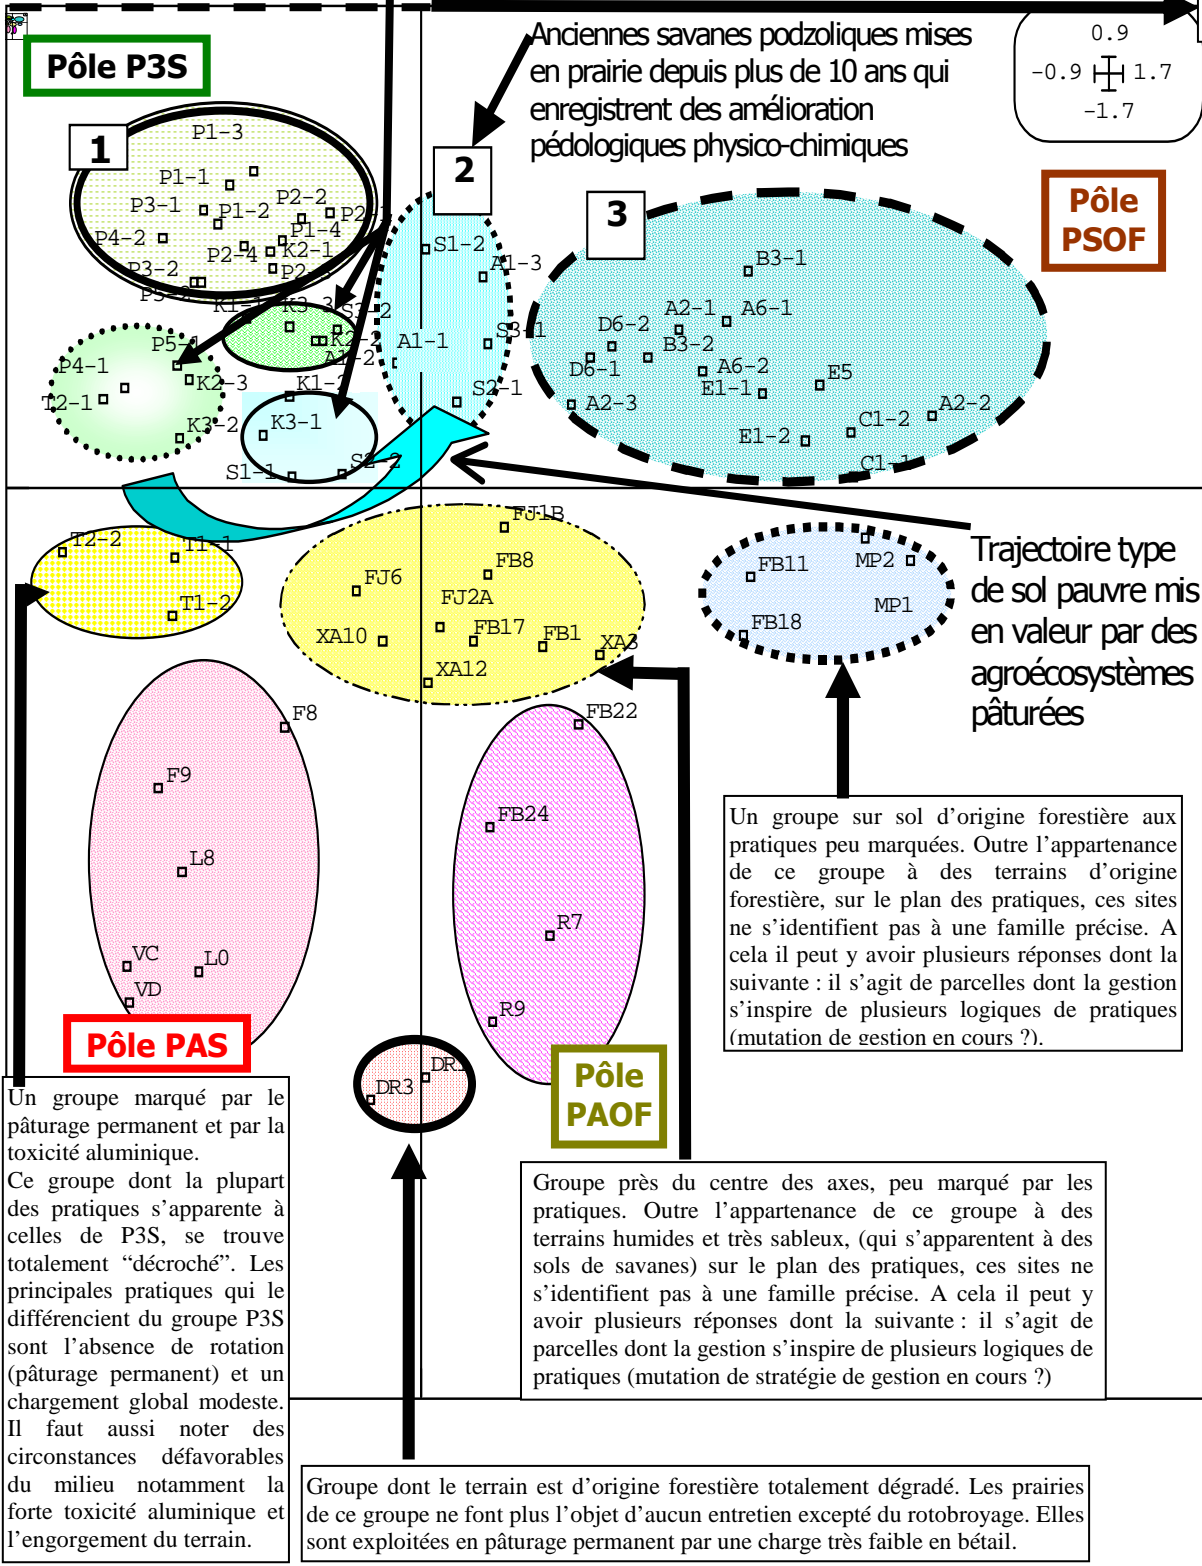 Pôle P3S
Anciennes savanes podzoliques mises
en prairie depuis plus de 10 ans qui
enregistrent des amélioration
pédologiques physico-chimiques
0.9
-0.9 1.7
-1.7
Pôle
PSOF
1
2
3
P1-3
P1-1
P3-1
P1-2
P2-2
P2-1
P1-4
P4-2
P2-4
K2-1
P3-2
P2-3
P5-2
K1-1
K3-3
S3-2
K2-2
A1-2
P5-1
P4-1
K2-3
T2-1
K3-2
K1-2
K3-1
S1-1
S2-2
S1-2
A1-3
S3-1
A1-1
S2-1
B3-1
A2-1
A6-1
D6-2
B3-2
D6-1
A6-2
E1-1
E5
A2-3
A2-2
C1-2
E1-2
C1-1
T2-2
T1-1
T1-2
FJ1B
FB8
FJ6
FJ2A
XA10
FB17
FB1
XA3
XA12
FB11
MP2
MP1
FB18
Trajectoire type
de sol pauvre mis
en valeur par des
agroécosystèmes
pâturées
F8
F9
L8
VC
L0
VD
Pôle PAS
FB22
FB24
R7
R9
DR3
Pôle
PAOF
Un groupe sur sol d’origine forestière aux
pratiques peu marquées. Outre l’appartenance
de ce groupe à des terrains d’origine
forestière, sur le plan des pratiques, ces sites
ne s’identifient pas à une famille précise. A
cela il peut y avoir plusieurs réponses dont la
suivante : il s’agit de parcelles dont la gestion
s’inspire de plusieurs logiques de pratiques
(mutation de gestion en cours ?).
Un groupe marqué par le
pâturage permanent et par la
toxicité aluminique.
Ce groupe dont la plupart
des pratiques s’apparente à
celles de P3S, se trouve
totalement “décroché”. Les
principales pratiques qui le
différencient du groupe P3S
sont l’absence de rotation
(pâturage permanent) et un
chargement global modeste.
Il faut aussi noter des
circonstances défavorables
du milieu notamment la
forte toxicité aluminique et
l’engorgement du terrain.
Groupe près du centre des axes, peu marqué par les
pratiques. Outre l’appartenance de ce groupe à des
terrains humides et très sableux, (qui s’apparentent à des
sols de savanes) sur le plan des pratiques, ces sites ne
s’identifient pas à une famille précise. A cela il peut y
avoir plusieurs réponses dont la suivante : il s’agit de
parcelles dont la gestion s’inspire de plusieurs logiques de
pratiques (mutation de stratégie de gestion en cours ?)
Groupe dont le terrain est d’origine forestière totalement dégradé. Les prairies
de ce groupe ne font plus l’objet d’aucun entretien excepté du rotobroyage. Elles
sont exploitées en pâturage permanent par une charge très faible en bétail.